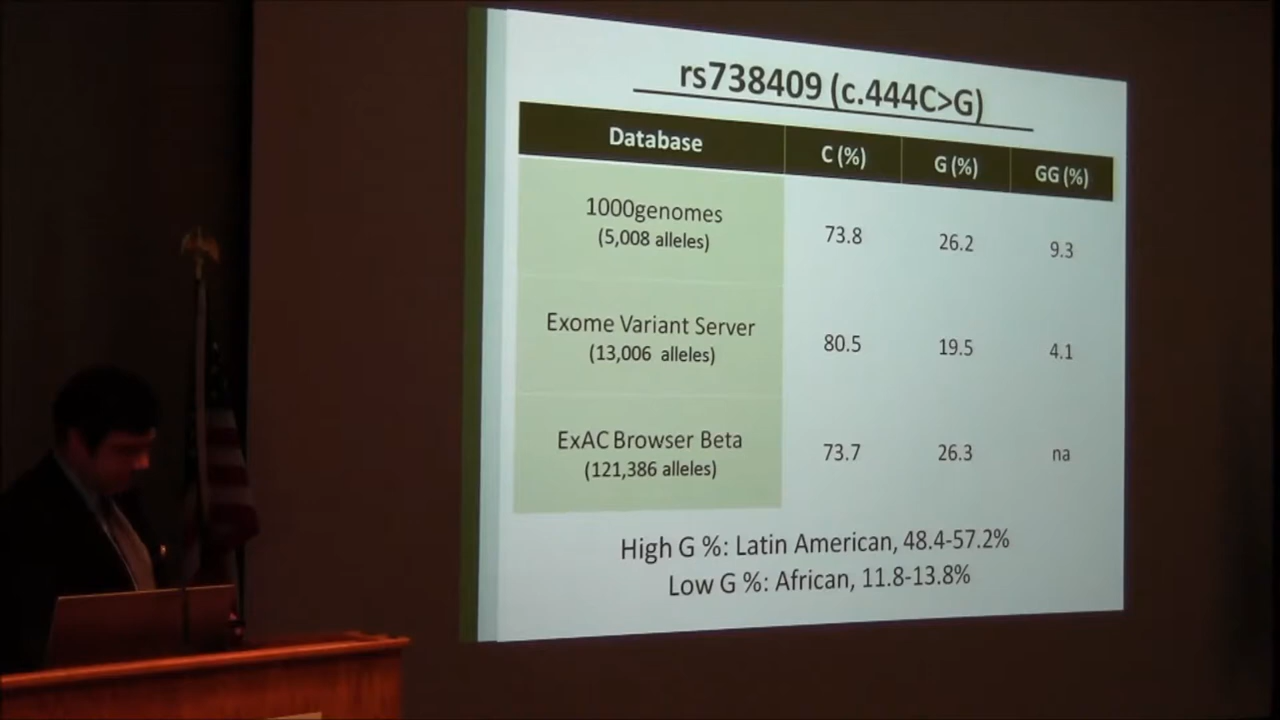 rs738409 (c.444C>G)
Database C (%) G (%) GG (%)
1000genomes
(5,008 alleles) 73.8 26.2 9.3
Exome Variant Server
(13,006 alleles) 80.5 19.5 4.1
ExAC Browser Beta
(121,386 alleles) 73.7 26.3 na
High G %: Latin American, 48.4-57.2%
Low G %: African, 11.8-13.8%